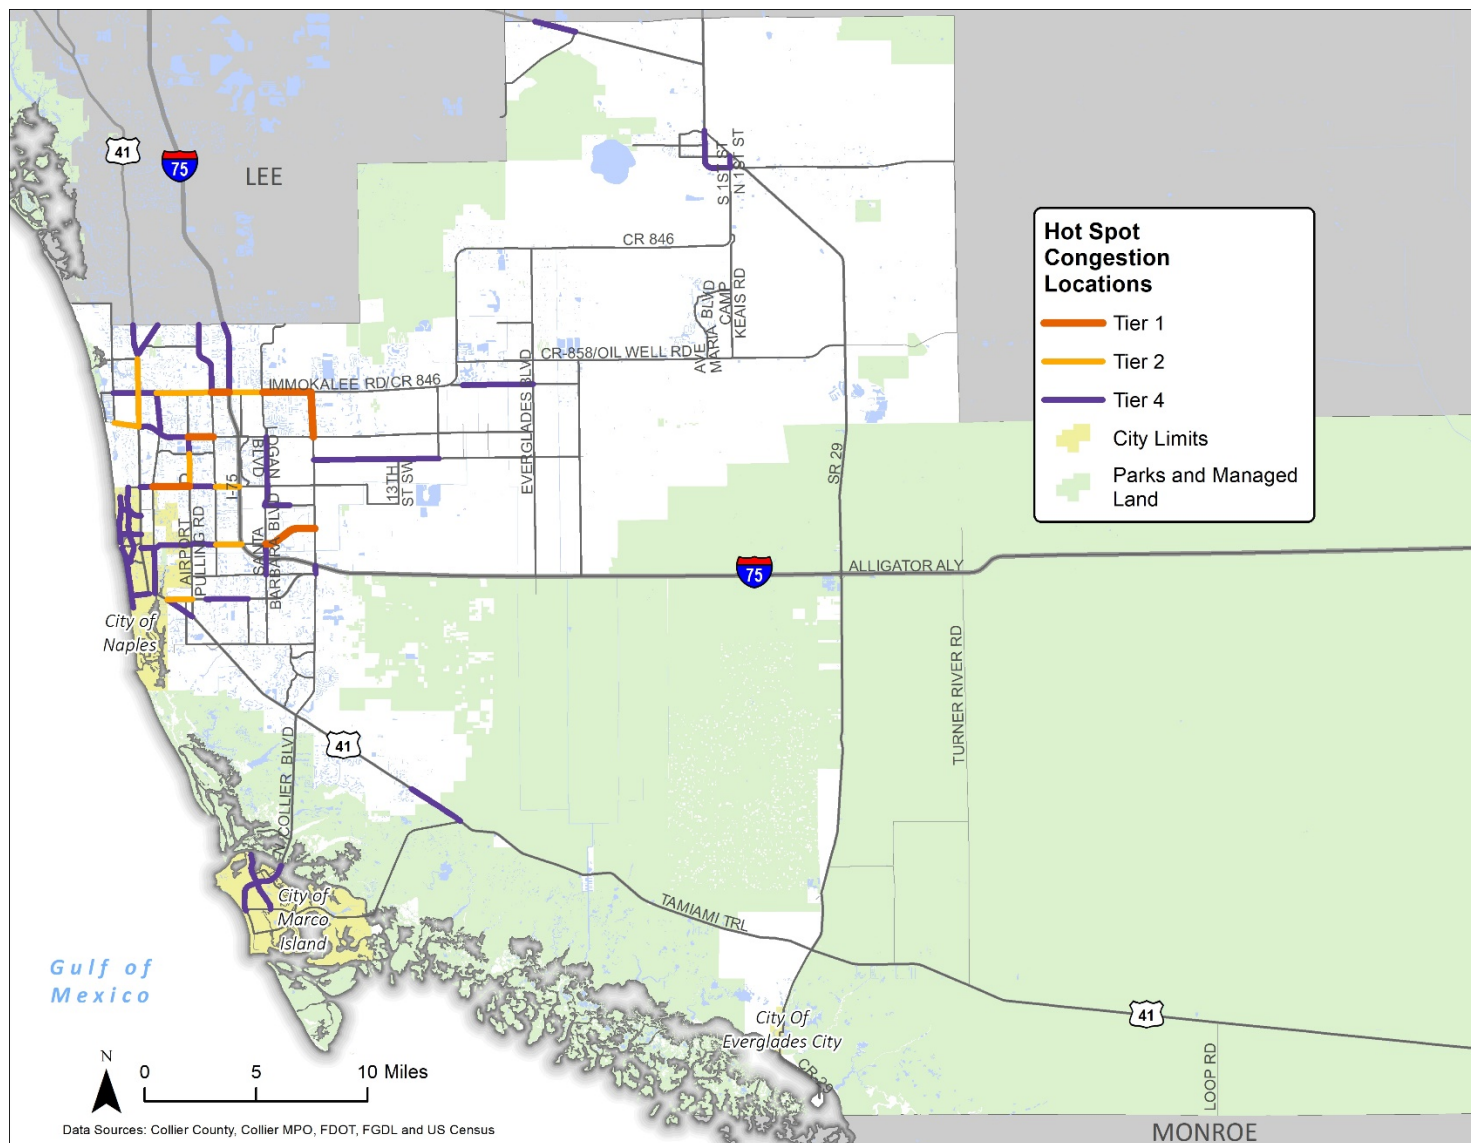 41
75
LEE
S 1ST ST
N 1ST ST
Hot Spot
Congestion
Locations
Tier 1
Tier 2
Tier 4
City Limits
Parks and Managed
Land
CR 846
AVE
MARIA BLVD
CAMP
KEAIS RD
CR-858/OIL WELL RD
IMMOKALEE RD/CR 846
EVERGLADES BLVD
LOGAN
BLVD
I-75
13TH
ST SW
SR 29
AIRPORT
PULLING RD
SANTA
BARBARA BLVD
75
ALLIGATOR ALY
City of
Naples
TURNER RIVER RD
41
COLLIER BLVD
City of
Marco
Island
TAMIAMI TRL
Gulf of
Mexico
City Of
Everglades City
41
CR-29
LOOP RD
N
0 5 10 Miles
Data Sources: Collier County, Collier MPO, FDOT, FGDL and US Census
MONROE